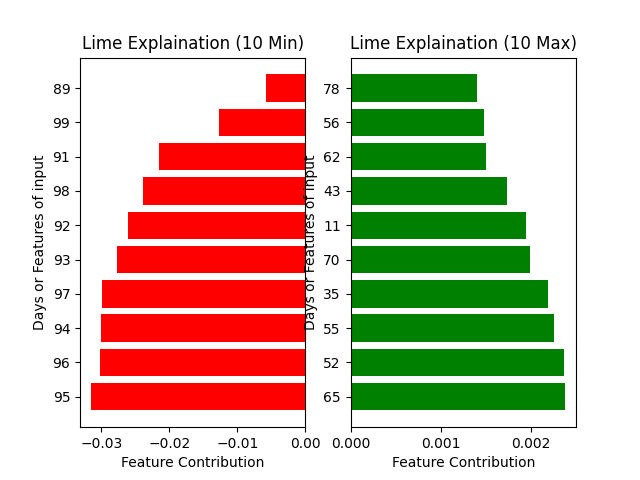 Lime Explaination (10 Min)
Days or Features of input
89
99
91
98
92
93
97
94
96
95
−0.03 −0.02 −0.01 0.00
Feature Contribution
Lime Explaination (10 Max)
Days or Features of input
78
56
62
43
11
70
35
55
52
65
0.000 0.001 0.002
Feature Contribution